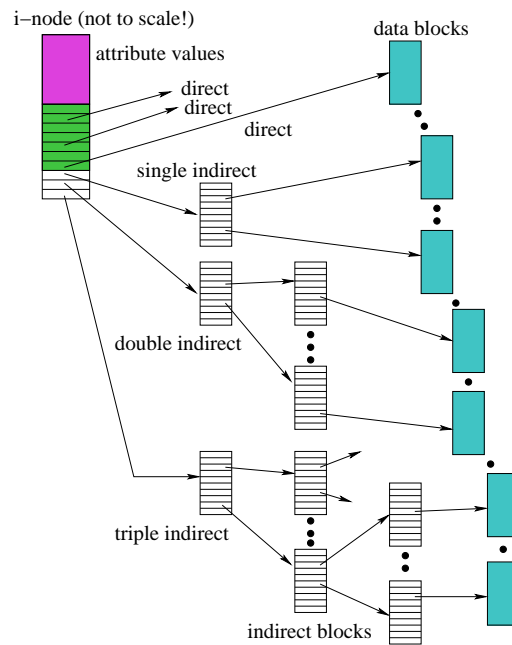 i-node (not to scale!)
data blocks
attribute values
direct
direct
direct
single indirect
double indirect
triple indirect
indirect blocks